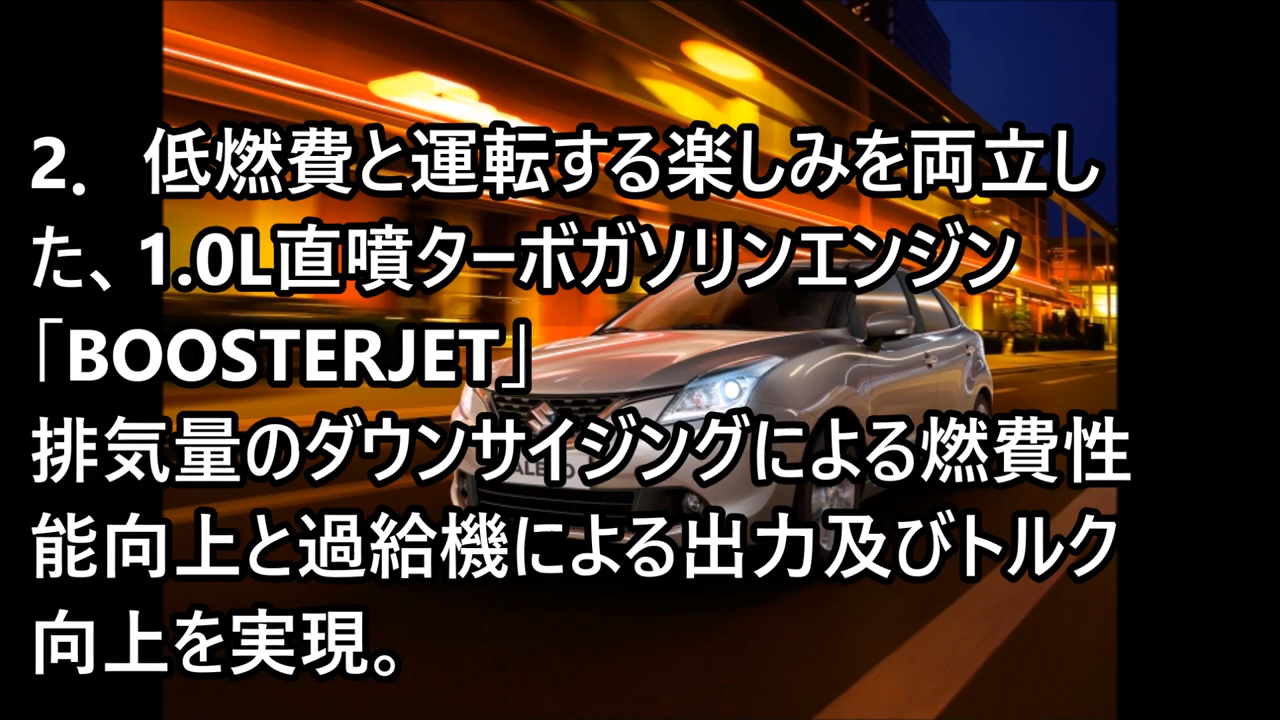 2． 低燃費と運転する楽しみを両立し
た、1.0L直噴ターボガソリンエンジン
「BOOSTERJET」
排気量のダウンサイジングによる燃費性
能向上と過給機による出力及びトルク
向上を実現。